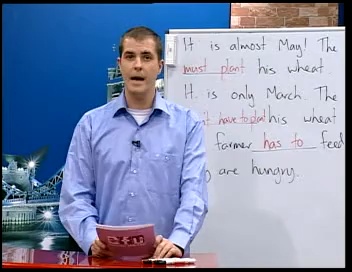 It is almost May! The
must plant his wheat.
It is only March. The
have to plant his wheat
farmer has to feed
are hungry.